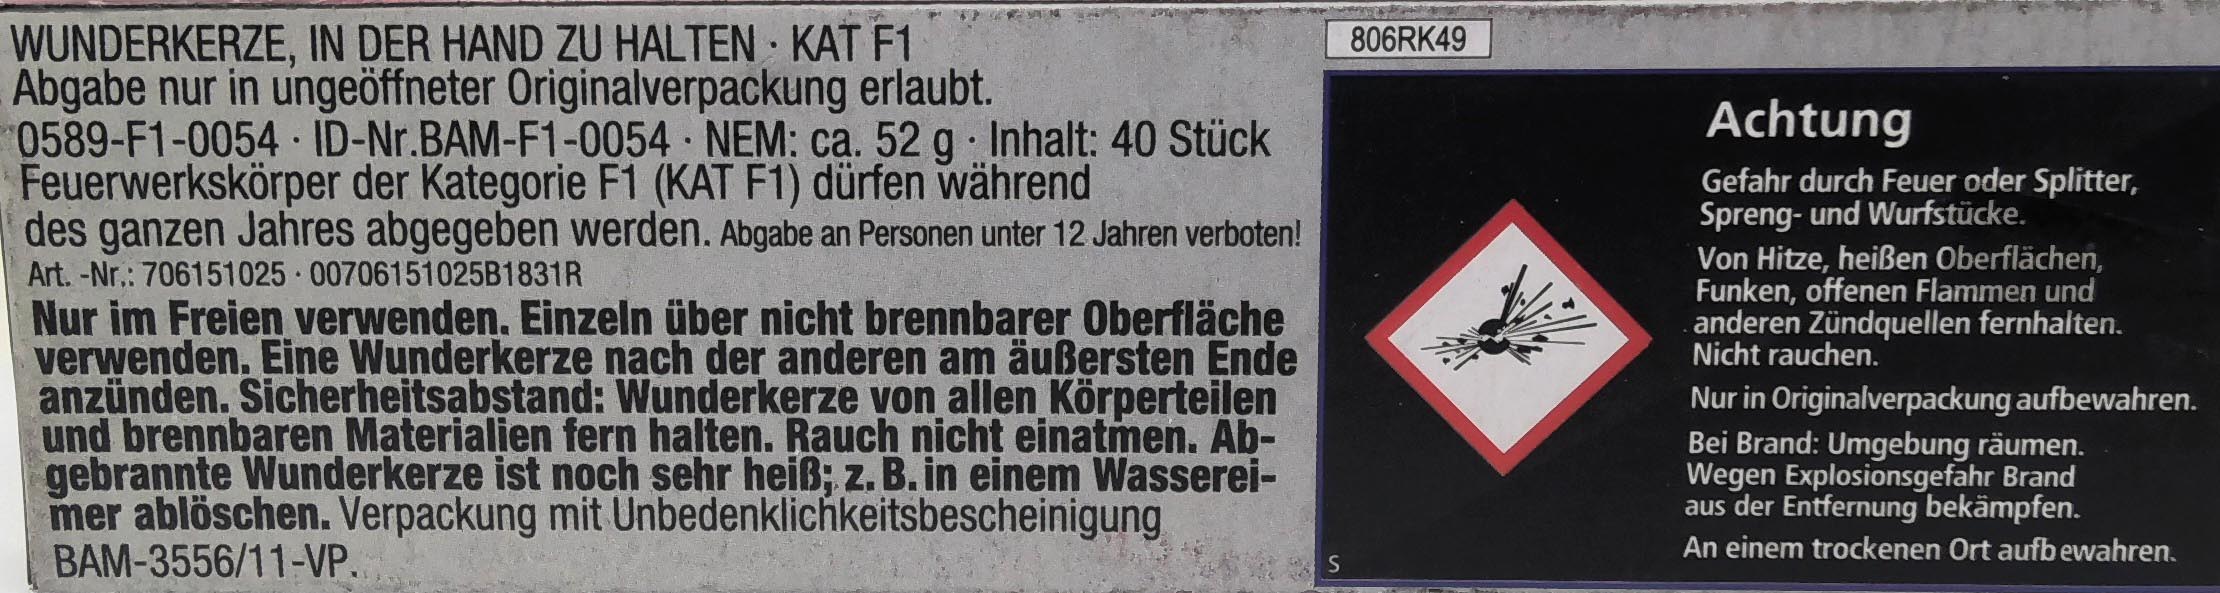 WUNDERKERZE, IN DER HAND ZU HALTEN · KAT F1
Abgabe nur in ungeöffneter Originalverpackung erlaubt.
0589-F1-0054 · ID-Nr.BAM-F1-0054 · NEM: ca. 52 g · Inhalt: 40 Stück
Feuerwerkskörper der Kategorie F1 (KAT F1) dürfen während
des ganzen Jahres abgegeben werden. Abgabe an Personen unter 12 Jahren verboten!
Art. -Nr.: 706151025 · 00706151025B1831R
Nur im Freien verwenden. Einzeln über nicht brennbarer Oberfläche
verwenden. Eine Wunderkerze nach der anderen am äußersten Ende
anzünden. Sicherheitsabstand: Wunderkerze von allen Körperteilen
und brennbaren Materialien fern halten. Rauch nicht einatmen. Ab-
gebrannte Wunderkerze ist noch sehr heiß; z. B. in einem Wasserei-
mer ablöschen. Verpackung mit Unbedenklichkeitsbescheinigung
BAM-3556/11-VP.
806RK49
Achtung
Gefahr durch Feuer oder Splitter,
Spreng- und Wurfstücke.
Von Hitze, heißen Oberflächen,
Funken, offenen Flammen und
anderen Zündquellen fernhalten.
Nicht rauchen.
Nur in Originalverpackung aufbewahren.
Bei Brand: Umgebung räumen.
Wegen Explosionsgefahr Brand
aus der Entfernung bekämpfen.
An einem trockenen Ort aufbewahren.
S